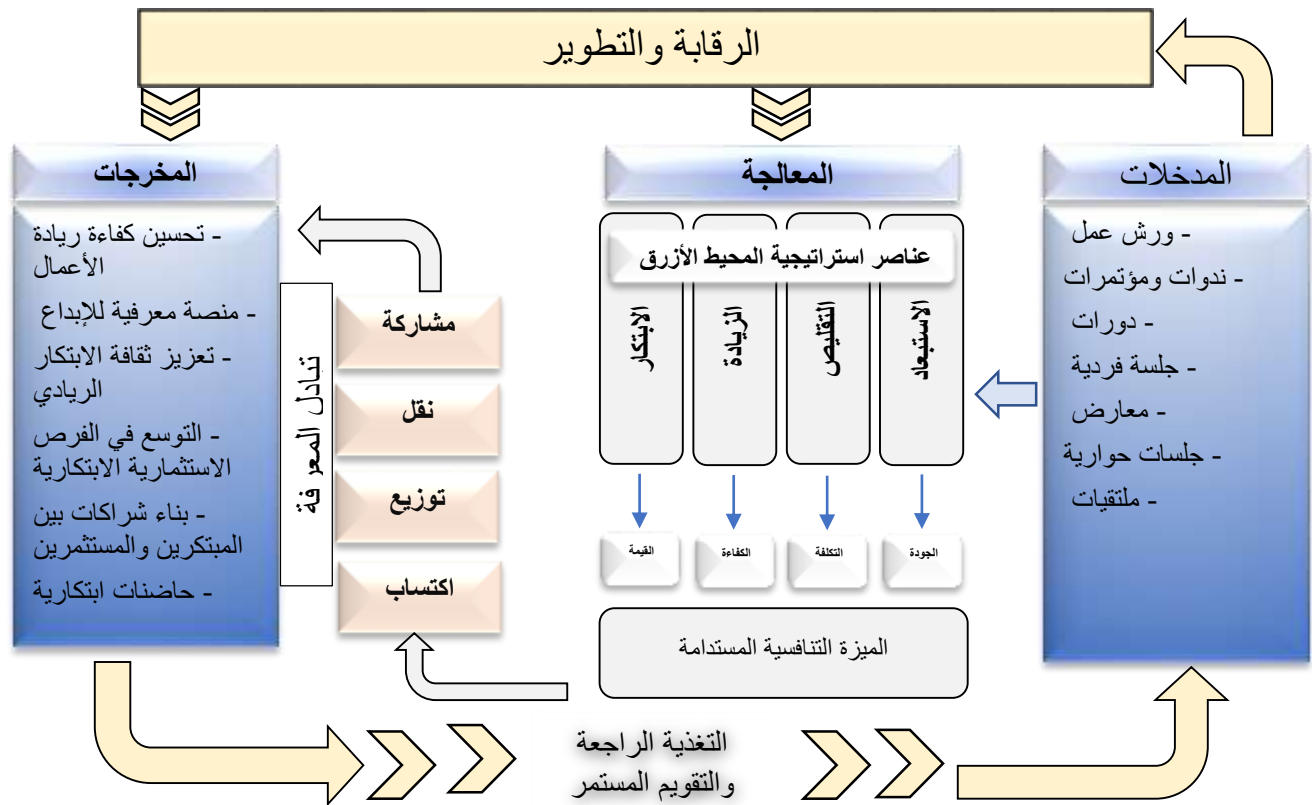 الرقابة والتطوير
المدخلات
- ورش عمل
- ندوات ومؤتمرات
- دورات
- جلسة فردية
- معارض
- جلسات حوارية
- ملتقيات
المعالجة
عناصر استراتيجية المحيط الأزرق
الاستبعاد
التقليص
الزيادة
الابتكار
الجودة
التكلفة
الكفاءة
القيمة
الميزة التنافسية المستدامة
مشاركة
نقل
توزيع
اكتساب
تبادل المعرفة
المخرجات
- تحسين كفاءة ريادة
الأعمال
- منصة معرفية للإبداع
- تعزيز ثقافة الابتكار
الريادي
- التوسع في الفرص
الاستثمارية الابتكارية
- بناء شراكات بين
المبتكرين والمستثمرين
- حاضنات ابتكارية
التغذية الراجعة
والتقويم المستمر